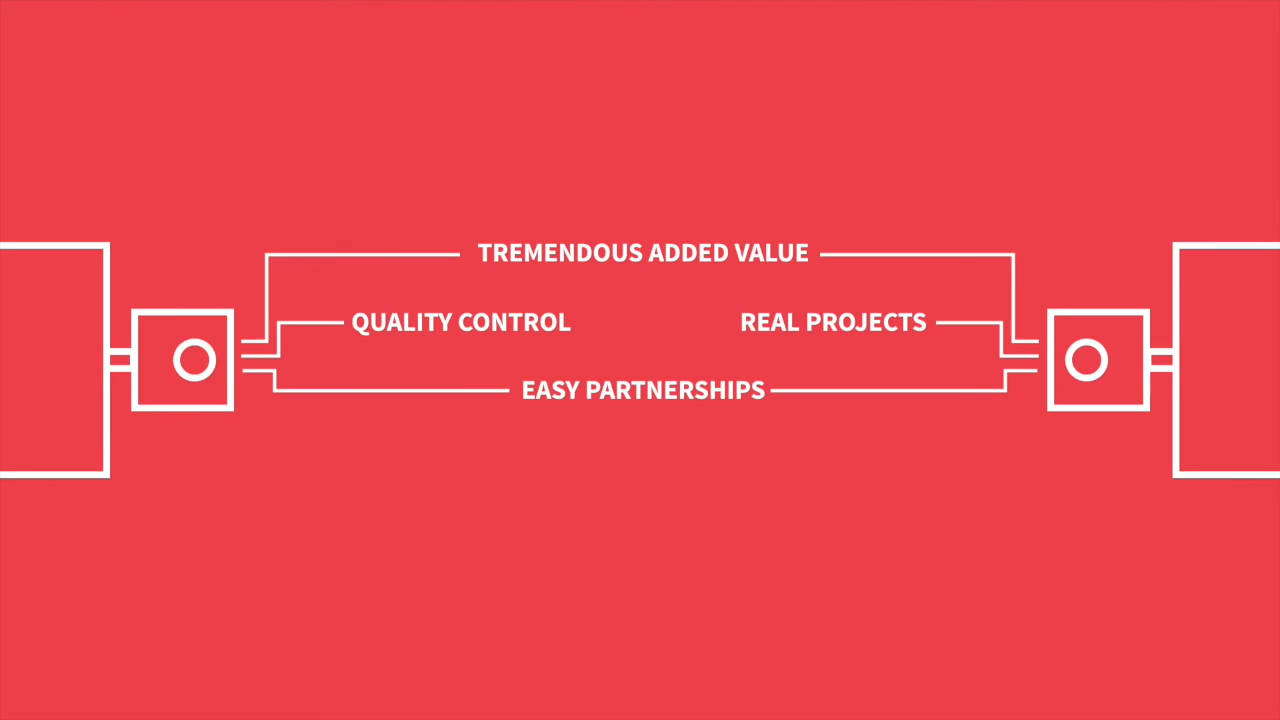 TREMENDOUS ADDED VALUE
QUALITY CONTROL
REAL PROJECTS
EASY PARTNERSHIPS